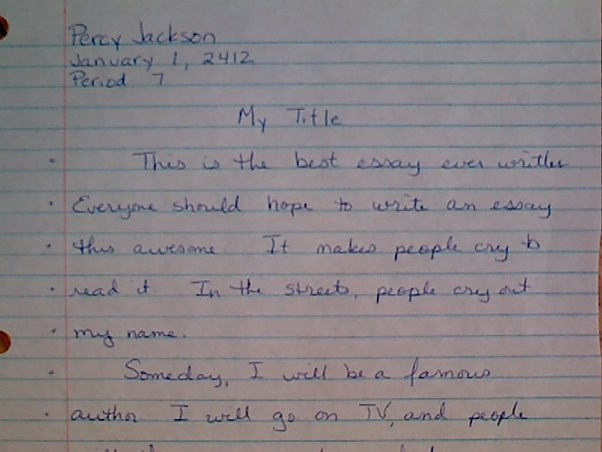 Percy Jackson
January 1, 2412
Period 7
My Title
This is the best essay ever written
Everyone should hope to write an essay
this awesome. It makes people cry to
read it. In the streets, people cry out
my name.
Someday, I will be a famous
author. I will go on TV, and people